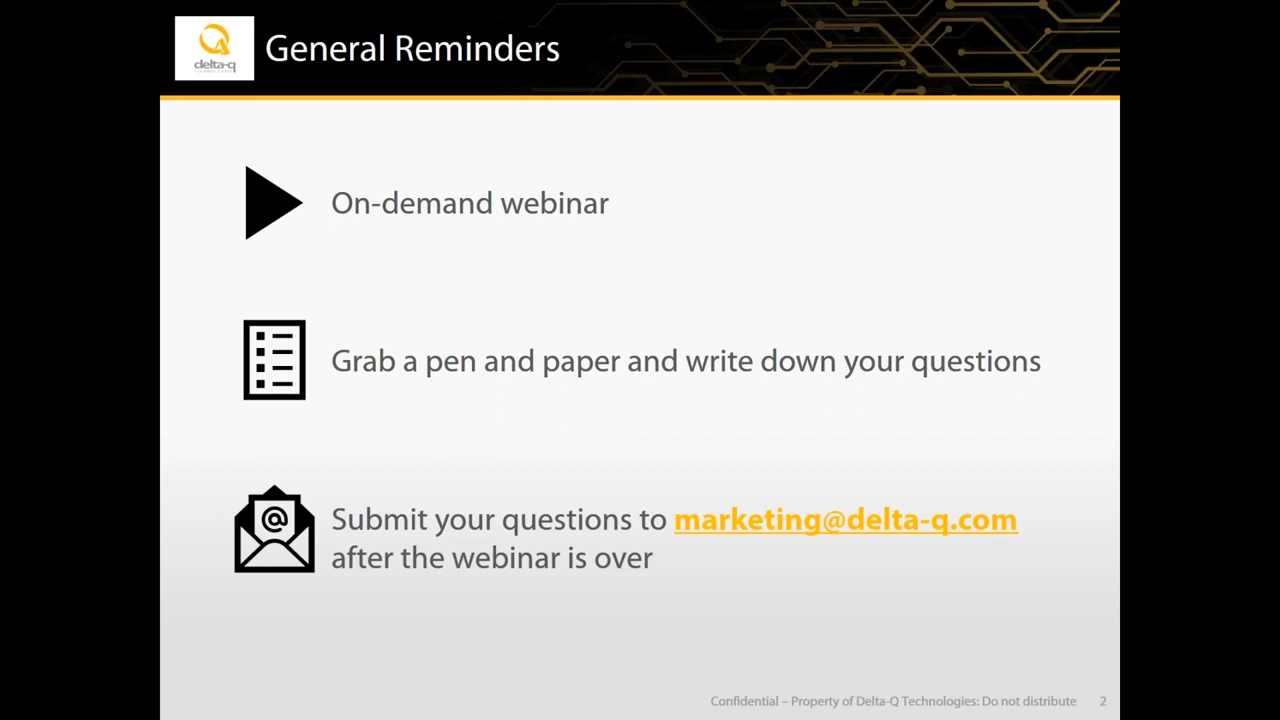 delta-q
TECHNOLOGIES
General Reminders
On-demand webinar
Grab a pen and paper and write down your questions
@
Submit your questions to marketing@delta-q.com
after the webinar is over
Confidential – Property of Delta-Q Technologies: Do not distribute 2